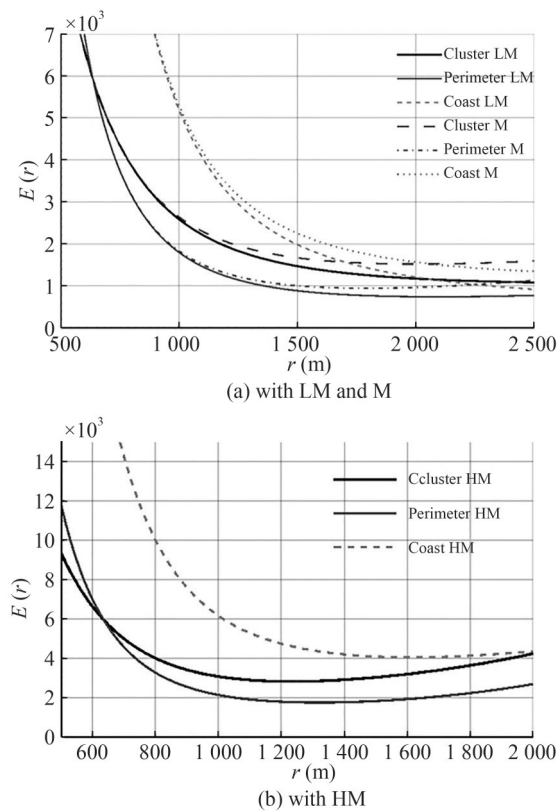 ×10³
7
6
5
4
3
2
1
0
E (r)
Cluster LM
Perimeter LM
Coast LM
Cluster M
Perimeter M
Coast M
500 1 000 1 500 2 000 2 500
r (m)
(a) with LM and M
×10³
14
12
10
8
6
4
2
0
E (r)
Ccluster HM
Perimeter HM
Coast HM
600 800 1 000 1 200 1 400 1 600 1 800 2 000
r (m)
(b) with HM